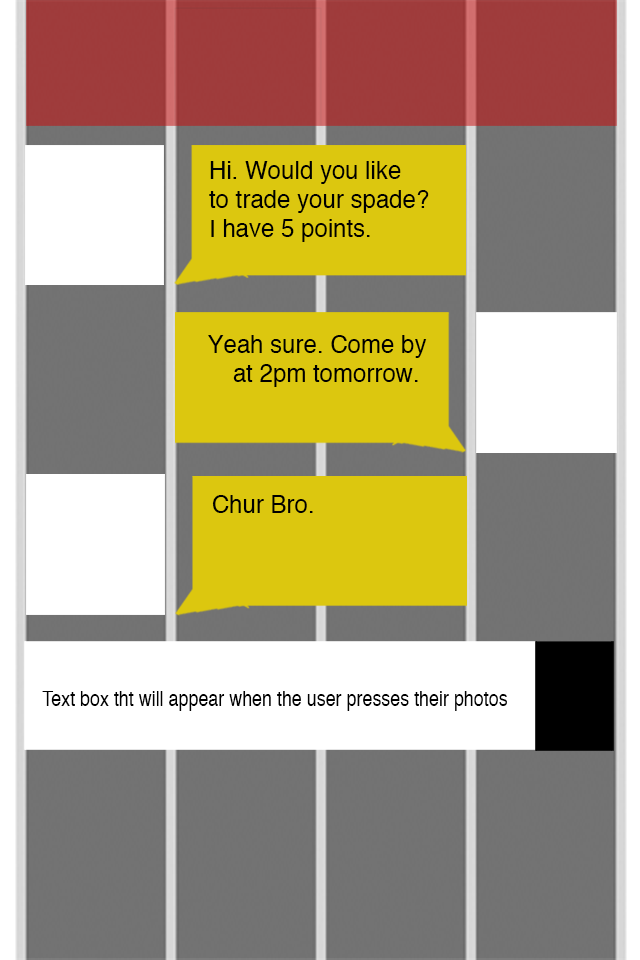 Hi. Would you like
to trade your spade?
I have 5 points.
Yeah sure. Come by
at 2pm tomorrow.
Chur Bro.
Text box tht will appear when the user presses their photos